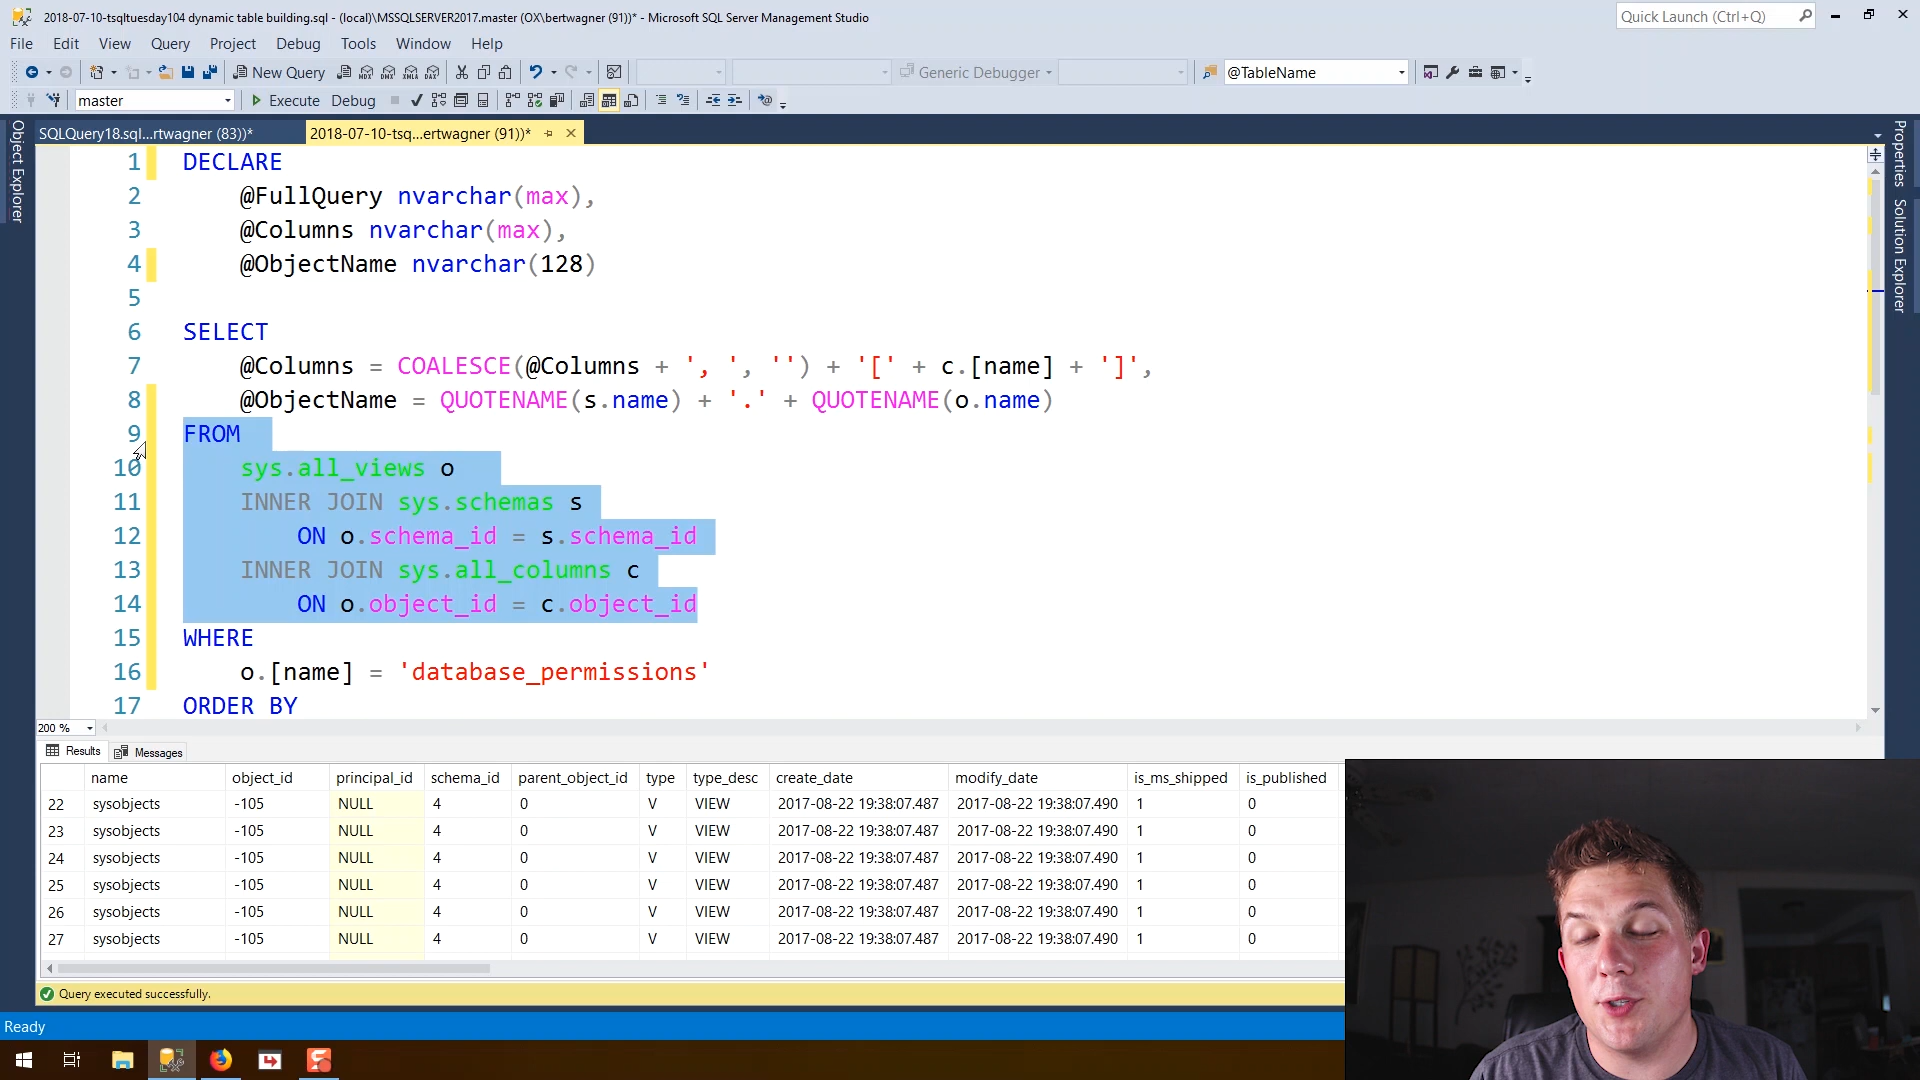 2018-07-10-tsqltuesday104 dynamic table building.sql - (local)\MSSQLSERVER2017.master (OX\bertwagner (91))* - Microsoft SQL Server Management Studio
Quick Launch (Ctrl+Q)
File Edit View Query Project Debug Tools Window Help
New Query MDX DMX XMLA DAX Generic Debugger @TableName
master Execute Debug
Object Explorer
SQLQuery18.sql...rtwagner (83))* 2018-07-10-tsq...ertwagner (91))*
Properties
Solution Explorer
1 DECLARE
2 @FullQuery nvarchar(max),
3 @Columns nvarchar(max),
4 @ObjectName nvarchar(128)
5
6 SELECT
7 @Columns = COALESCE(@Columns + ', ', '') + '[' + c.[name] + ']',
8 @ObjectName = QUOTENAME(s.name) + '.' + QUOTENAME(o.name)
9 FROM
10 sys.all_views o
11 INNER JOIN sys.schemas s
12 ON o.schema_id = s.schema_id
13 INNER JOIN sys.all_columns c
14 ON o.object_id = c.object_id
15 WHERE
16 o.[name] = 'database_permissions'
17 ORDER BY
200 %
Results Messages
name object_id principal_id schema_id parent_object_id type type_desc create_date modify_date is_ms_shipped is_published
22 sysobjects -105 NULL 4 0 V VIEW 2017-08-22 19:38:07.487 2017-08-22 19:38:07.490 1 0
23 sysobjects -105 NULL 4 0 V VIEW 2017-08-22 19:38:07.487 2017-08-22 19:38:07.490 1 0
24 sysobjects -105 NULL 4 0 V VIEW 2017-08-22 19:38:07.487 2017-08-22 19:38:07.490 1 0
25 sysobjects -105 NULL 4 0 V VIEW 2017-08-22 19:38:07.487 2017-08-22 19:38:07.490 1 0
26 sysobjects -105 NULL 4 0 V VIEW 2017-08-22 19:38:07.487 2017-08-22 19:38:07.490 1 0
27 sysobjects -105 NULL 4 0 V VIEW 2017-08-22 19:38:07.487 2017-08-22 19:38:07.490 1 0
Query executed successfully.
Ready